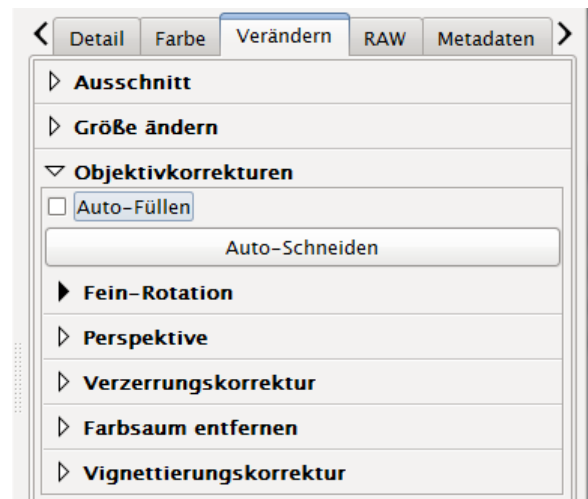 Detail Farbe Verändern RAW Metadaten
Ausschnitt
Größe ändern
Objektivkorrekturen
Auto-Füllen
Auto-Schneiden
Fein-Rotation
Perspektive
Verzerrungskorrektur
Farbsaum entfernen
Vignettierungskorrektur